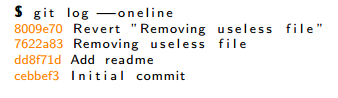 $ git log --oneline
8009e70 Revert "Removing useless file"
7622a83 Removing useless file
dd8f71d Add readme
cebbef3 Initial commit